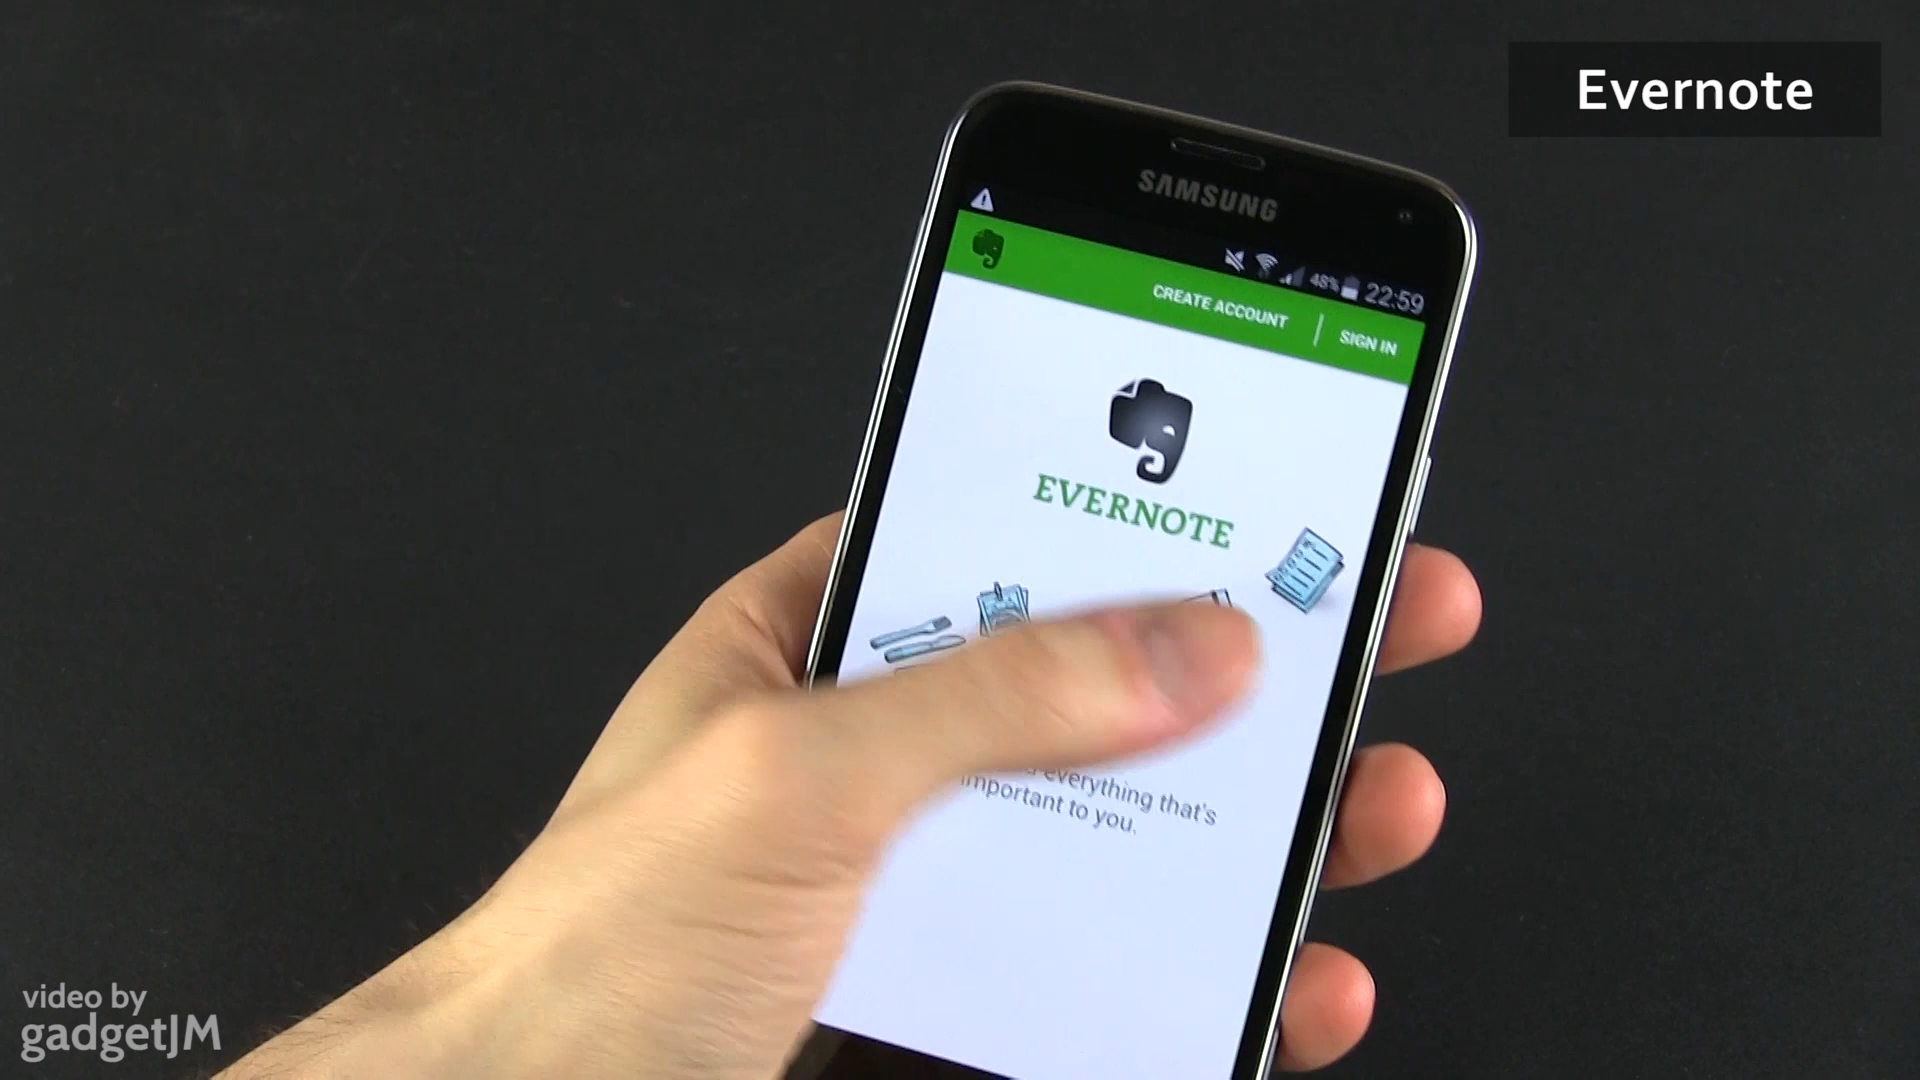 Evernote
SAMSUNG
48% 22:59
CREATE ACCOUNT | SIGN IN
EVERNOTE
everything that's
important to you.
video by
gadgetJM